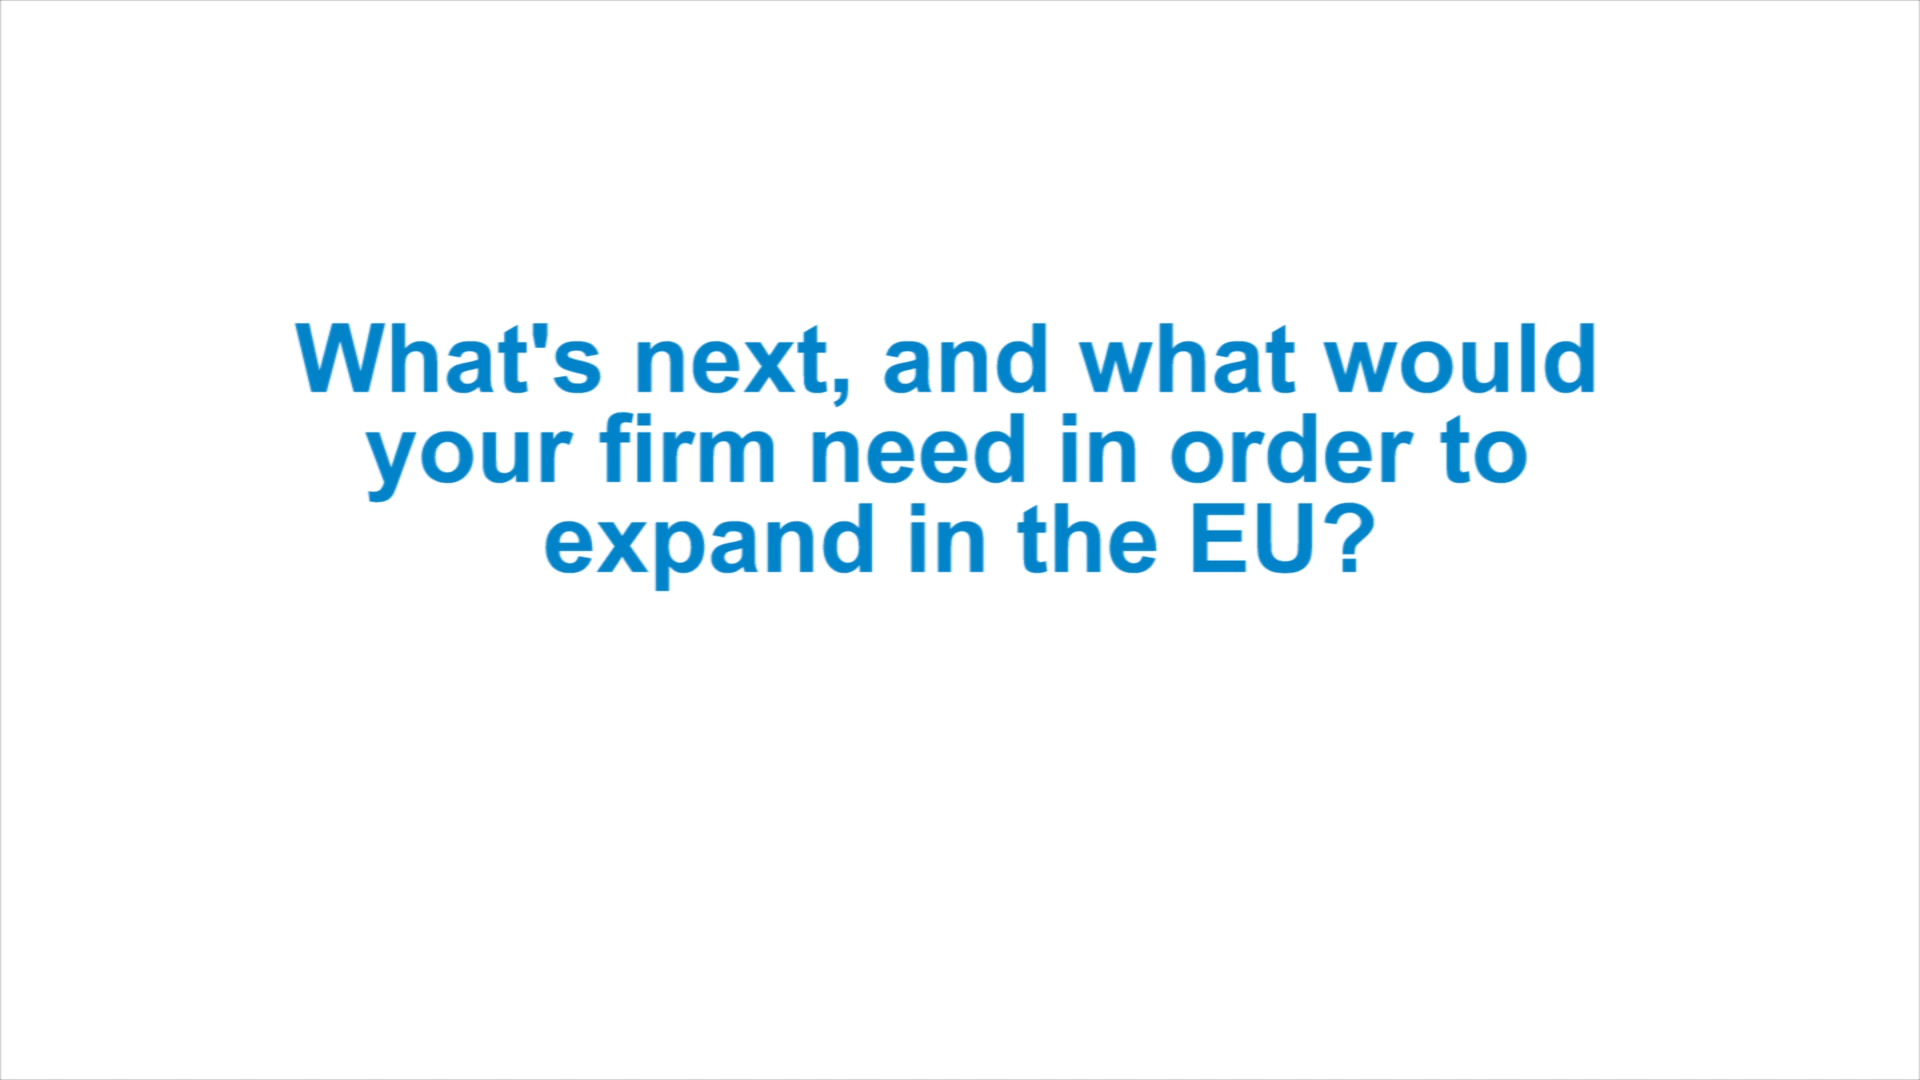 What's next, and what would
your firm need in order to
expand in the EU?